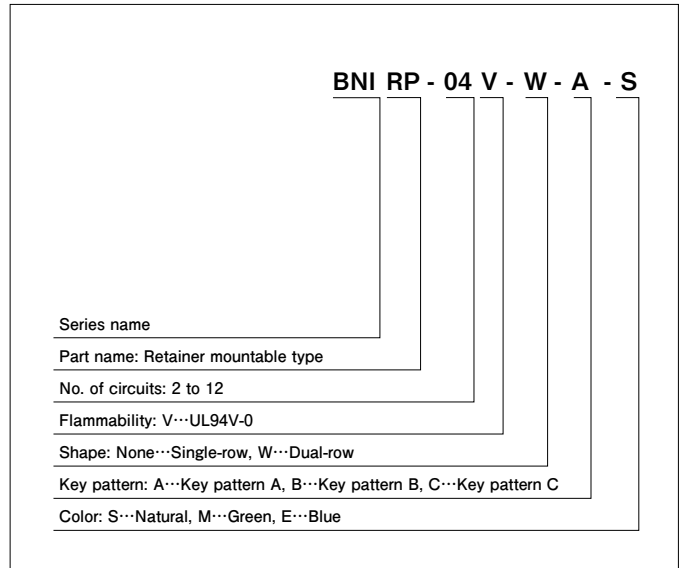 BNI RP - 04 V - W - A - S
Series name
Part name: Retainer mountable type
No. of circuits: 2 to 12
Flammability: V⋯UL94V-0
Shape: None⋯Single-row, W⋯Dual-row
Key pattern: A⋯Key pattern A, B⋯Key pattern B, C⋯Key pattern C
Color: S⋯Natural, M⋯Green, E⋯Blue